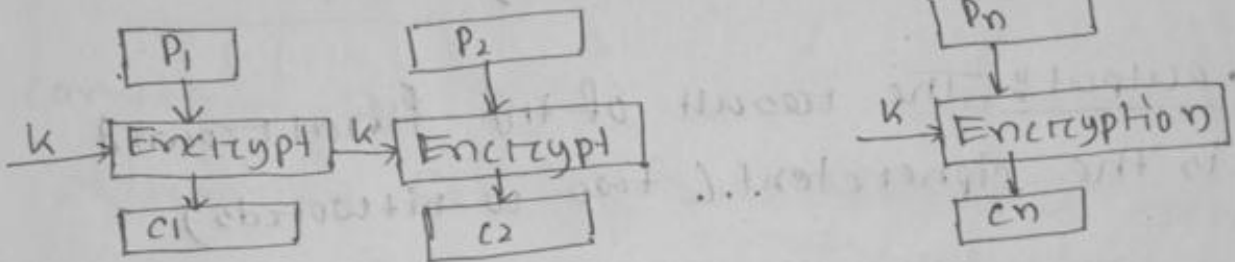 P1 P2 Pn
K Encrypt K Encrypt K Encryption
C1 C2 .... Cn